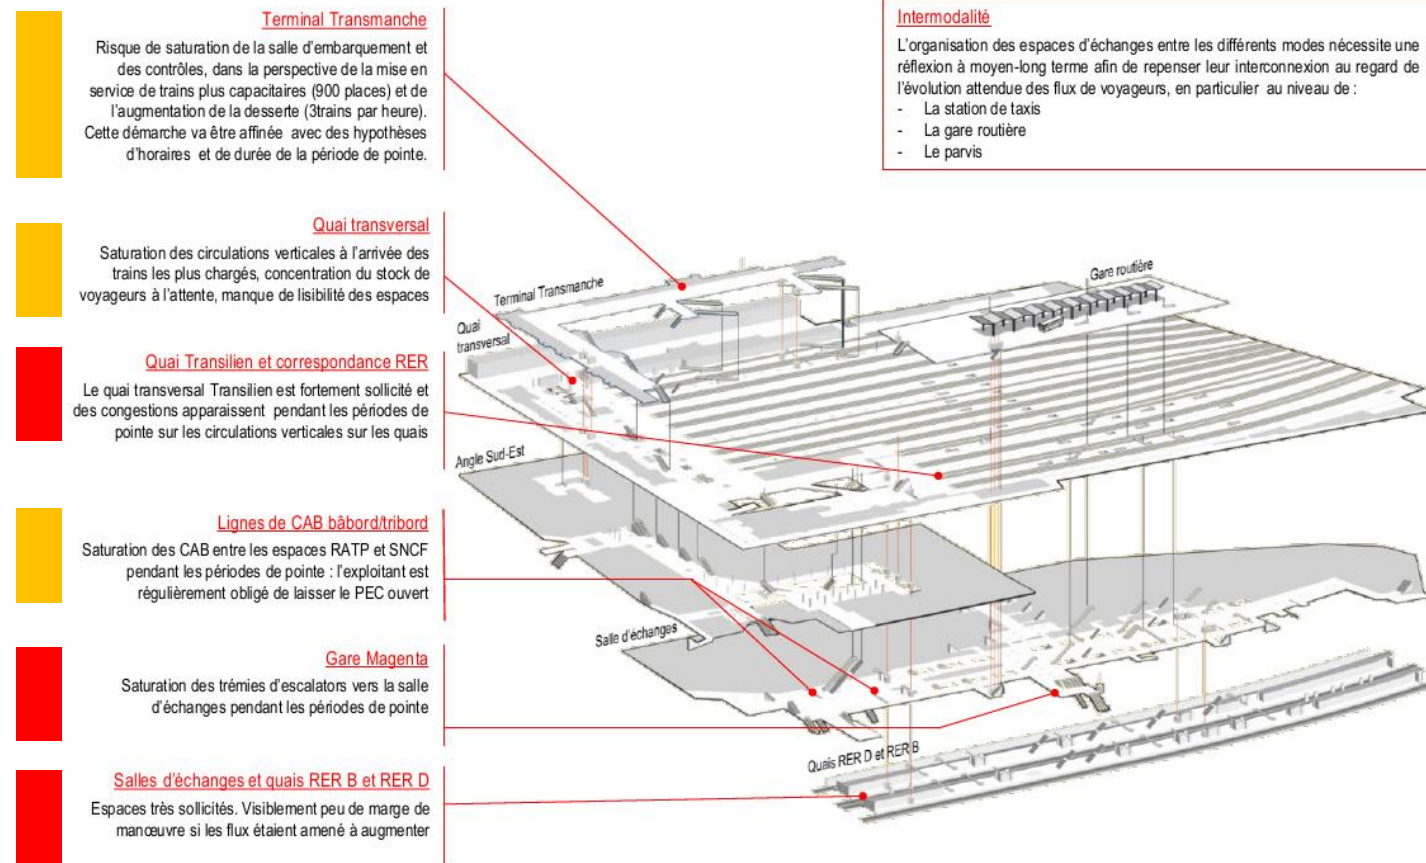 Terminal Transmanche
Risque de saturation de la salle d'embarquement et
des contrôles, dans la perspective de la mise en
service de trains plus capacitaires (900 places) et de
l'augmentation de la desserte (3trains par heure).
Cette démarche va être affinée avec des hypothèses
d'horaires et de durée de la période de pointe.
Quai transversal
Saturation des circulations verticales à l'arrivée des
trains les plus chargés, concentration du stock de
voyageurs à l'attente, manque de lisibilité des espaces
Quai Transilien et correspondance RER
Le quai transversal Transilien est fortement sollicité et
des congestions apparaissent pendant les périodes de
pointe sur les circulations verticales sur les quais
Lignes de CAB bâbord/tribord
Saturation des CAB entre les espaces RATP et SNCF
pendant les périodes de pointe : l'exploitant est
régulièrement obligé de laisser le PEC ouvert
Gare Magenta
Saturation des trémies d'escalators vers la salle
d'échanges pendant les périodes de pointe
Salles d'échanges et quais RER B et RER D
Espaces très sollicités. Visiblement peu de marge de
manœuvre si les flux étaient amené à augmenter
Intermodalité
L'organisation des espaces d'échanges entre les différents modes nécessite une
réflexion à moyen-long terme afin de repenser leur interconnexion au regard de
l'évolution attendue des flux de voyageurs, en particulier au niveau de :
- La station de taxis
- La gare routière
- Le parvis
Terminal Transmanche
Gare routière
Quai
transversal
Angle Sud-Est
Salle d'échanges
Quais RER D et RER B